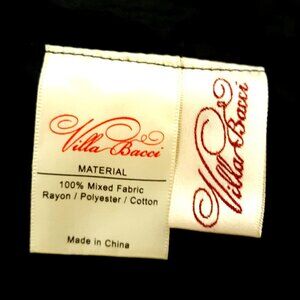 Villa Bacci
MATERIAL
100% Mixed Fabric
Rayon / Polyester / Cotton
Made in China
Villa Bacci